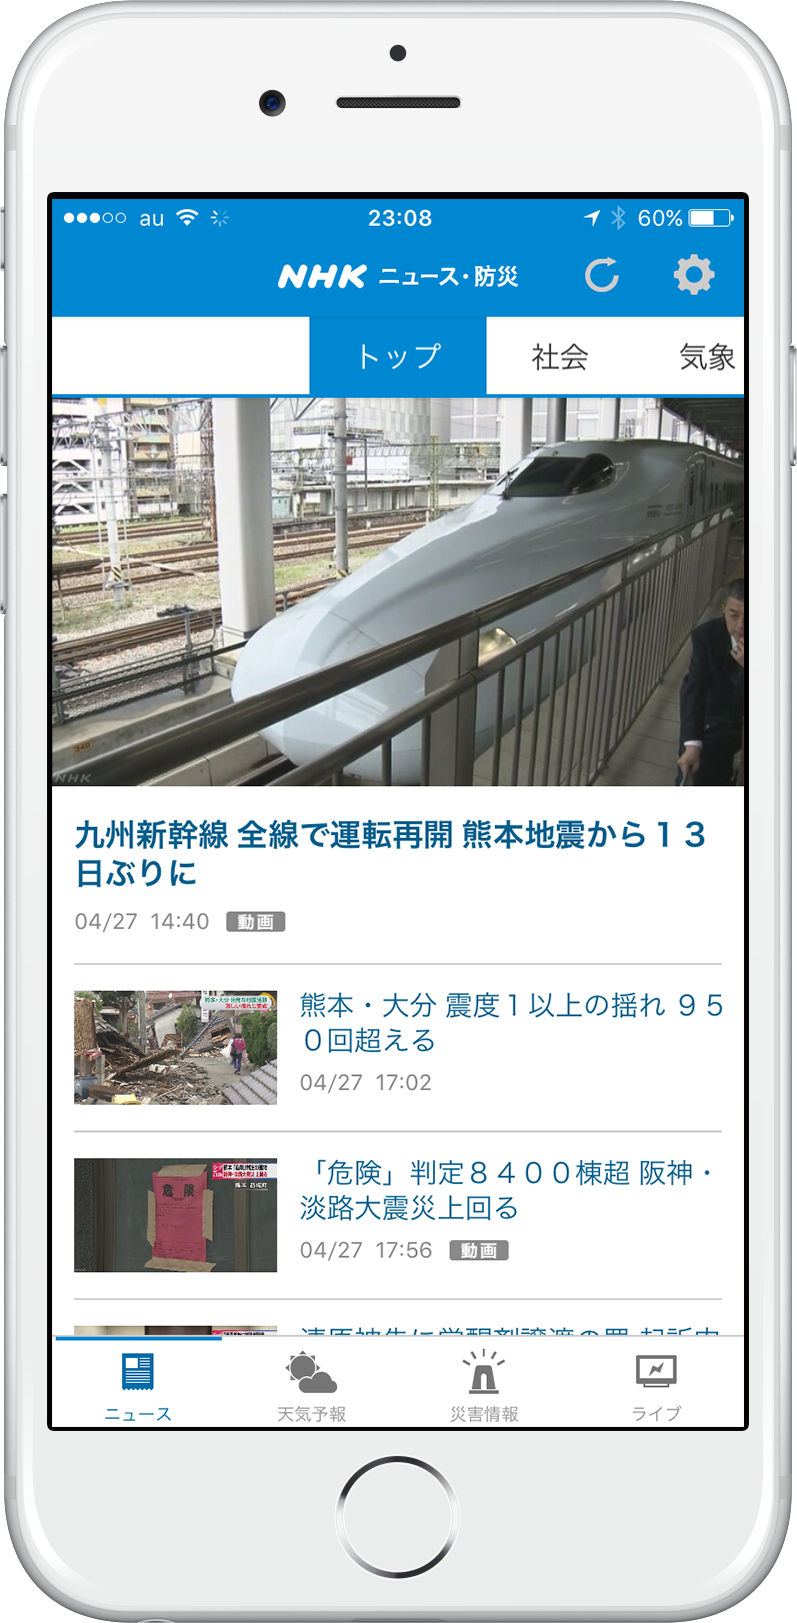 au 23:08 60%
NHK ニュース・防災
トップ 社会 気象
NHK
九州新幹線 全線で運転再開 熊本地震から１３
日ぶりに
04/27 14:40 動画
熊本・大分 震度１以上の揺れ ９５
０回超える
04/27 17:02
「危険」判定８４００棟超 阪神・
淡路大震災上回る
危険
04/27 17:56 動画
ニュース 天気予報 災害情報 ライブ